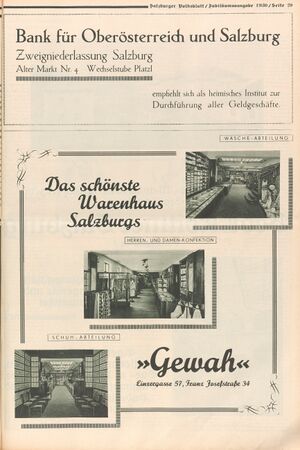 Salzburger Volksblatt / Jubiläumsausgabe 1930 / Seite 79
Bank für Oberösterreich und Salzburg
Zweigniederlassung Salzburg
Alter Markt Nr. 4 Wechselstube Platzl
empfiehlt sich als heimisches Institut zur
Durchführung aller Geldgeschäfte.
WÄSCHE-ABTEILUNG
Das schönste
Warenhaus
Salzburgs
HERREN- UND DAMEN-KONFEKTION
SCHUH-ABTEILUNG
»Gewah«
Linzergasse 57, Franz Josefstraße 34